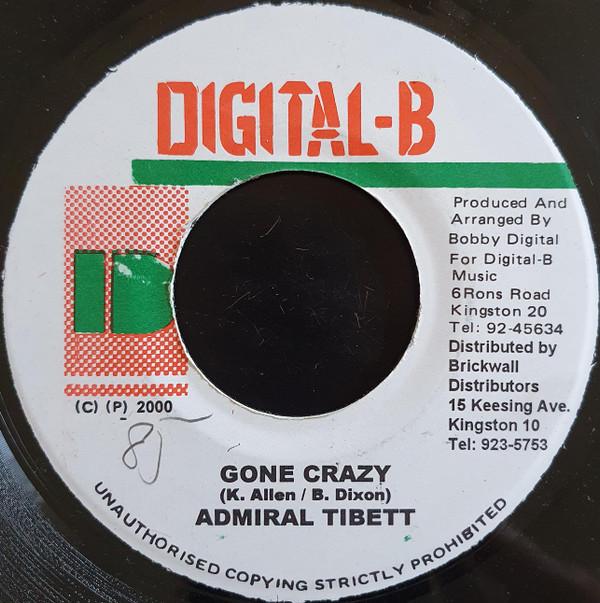 DIGITAL-B
Produced And
Arranged By
Bobby Digital
For Digital-B
Music
6Rons Road
Kingston 20
Tel: 92-45634
Distributed by
Brickwall
Distributors
15 Keesing Ave.
Kingston 10
Tel: 923-5753
(C) (P) 2000
GONE CRAZY
(K. Allen / B. Dixon)
ADMIRAL TIBETT
UNAUTHORISED COPYING STRICTLY PROHIBITED